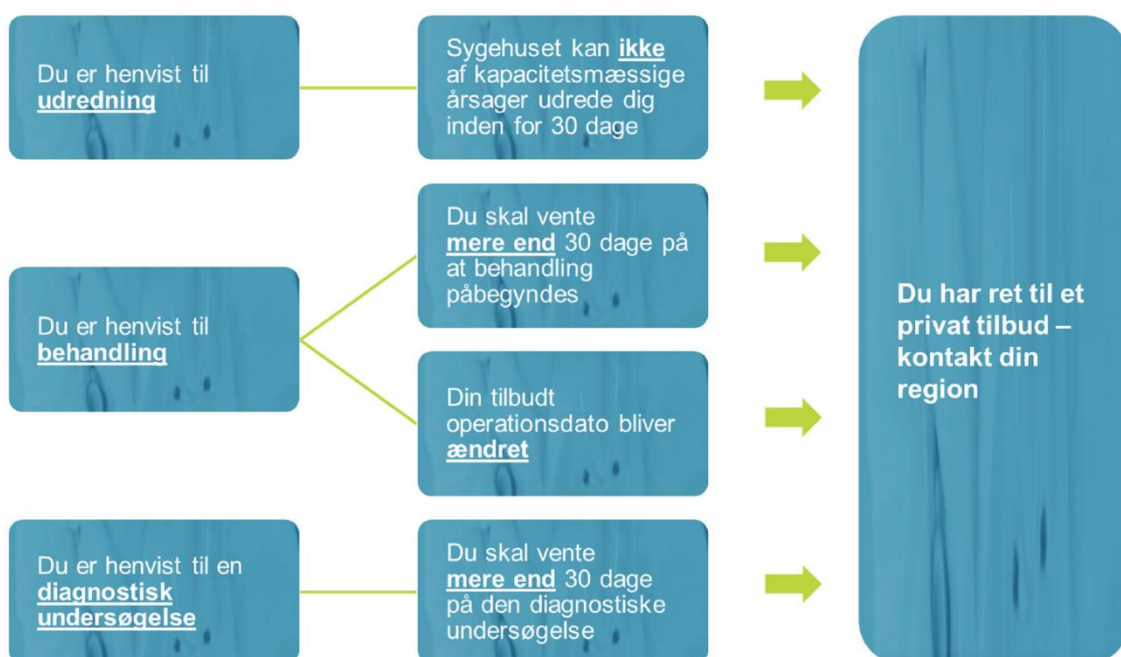 Du er henvist til
udredning
Sygehuset kan ikke
af kapacitetsmæssige
årsager udrede dig
inden for 30 dage
Du er henvist til
behandling
Du skal vente
mere end 30 dage på
at behandling
påbegyndes
Din tilbudt
operationsdato bliver
ændret
Du er henvist til en
diagnostisk
undersøgelse
Du skal vente
mere end 30 dage
på den diagnostiske
undersøgelse
Du har ret til et
privat tilbud –
kontakt din
region